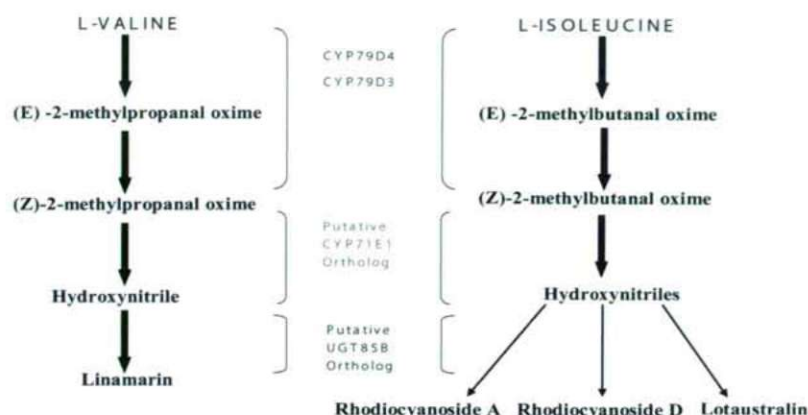 L-VALINE
(E) -2-methylpropanal oxime
(Z)-2-methylpropanal oxime
Hydroxynitrile
Linamarin
CYP79D4
CYP79D3
Putative
CYP71E1
Ortholog
Putative
UGT85B
Ortholog
L-ISOLEUCINE
(E) -2-methylbutanal oxime
(Z)-2-methylbutanal oxime
Hydroxynitriles
Rhodiocyanoside A Rhodiocyanoside D Lotaustralin